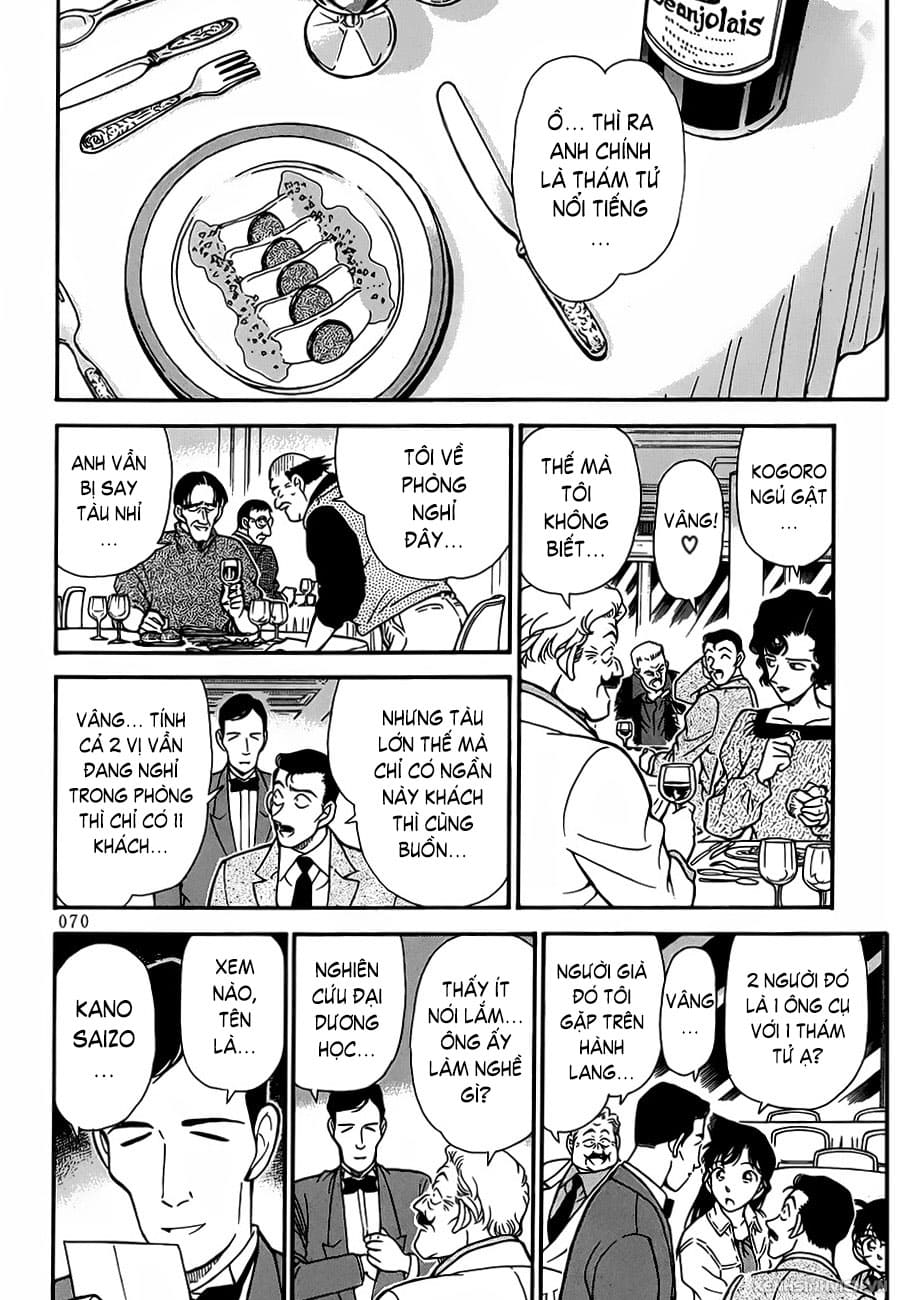 Beanjolais
Ồ... THÌ RA
ANH CHÍNH
LÀ THÁM TỬ
NỔI TIẾNG
...
KOGORO
NGỦ GẬT
...
VÂNG!
♡
THẾ MÀ
TÔI
KHÔNG
BIẾT...
TÔI VỀ
PHÒNG
NGHỈ
ĐÂY...
ANH VẪN
BỊ SAY
TÀU NHỈ
...
NHƯNG TÀU
LỚN THẾ MÀ
CHỈ CÓ NGẦN
NÀY KHÁCH
THÌ CŨNG
BUỒN...
VÂNG... TÍNH
CẢ 2 VỊ VẪN
ĐANG NGHỈ
TRONG PHÒNG
THÌ CHỈ CÓ 11
KHÁCH...
070
2 NGƯỜI ĐÓ
LÀ 1 ÔNG CỤ
VỚI 1 THÁM
TỬ Ạ?
VÂNG
...
NGƯỜI GIÀ
ĐÓ TÔI
GẶP TRÊN
HÀNH
LANG...
THẤY ÍT
NÓI LẮM...
ÔNG ẤY
LÀM NGHỀ
GÌ?
NGHIÊN
CỨU ĐẠI
DƯƠNG
HỌC...
XEM
NÀO,
TÊN
LÀ...
KANO
SAIZO
...